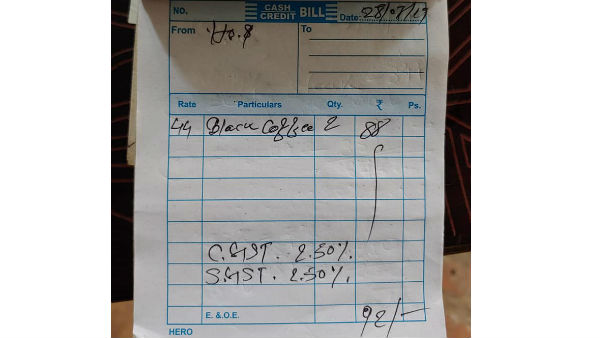 NO. CASH CREDIT BILL Date: 28/07/19
From To
Rate Particulars Qty. ₹ Ps.
44 Black Coffee 2 88
C.GST. 2.50%.
S.GST. 2.50%.
E. &.O.E. 92/-
HERO